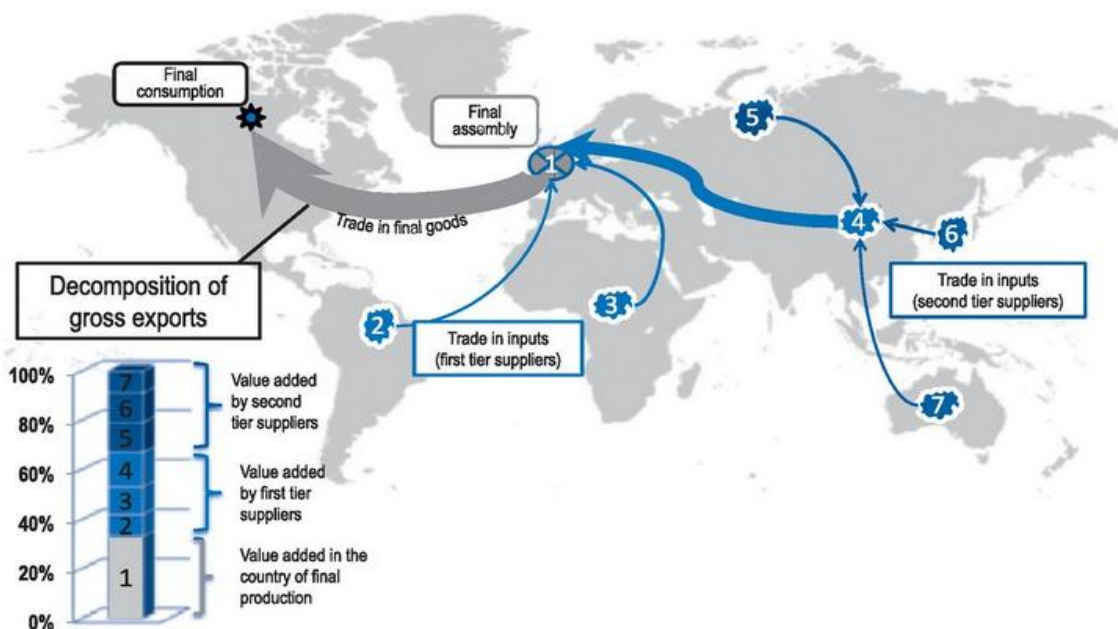 Final
consumption
Final
assembly
1
5
4
6
Trade in final goods
Decomposition of
gross exports
2
3
Trade in inputs
(first tier suppliers)
Trade in inputs
(second tier suppliers)
7
100%
80%
60%
40%
20%
0%
7
6
5
4
3
2
1
Value added
by second
tier suppliers
Value added
by first tier
suppliers
Value added in the
country of final
production